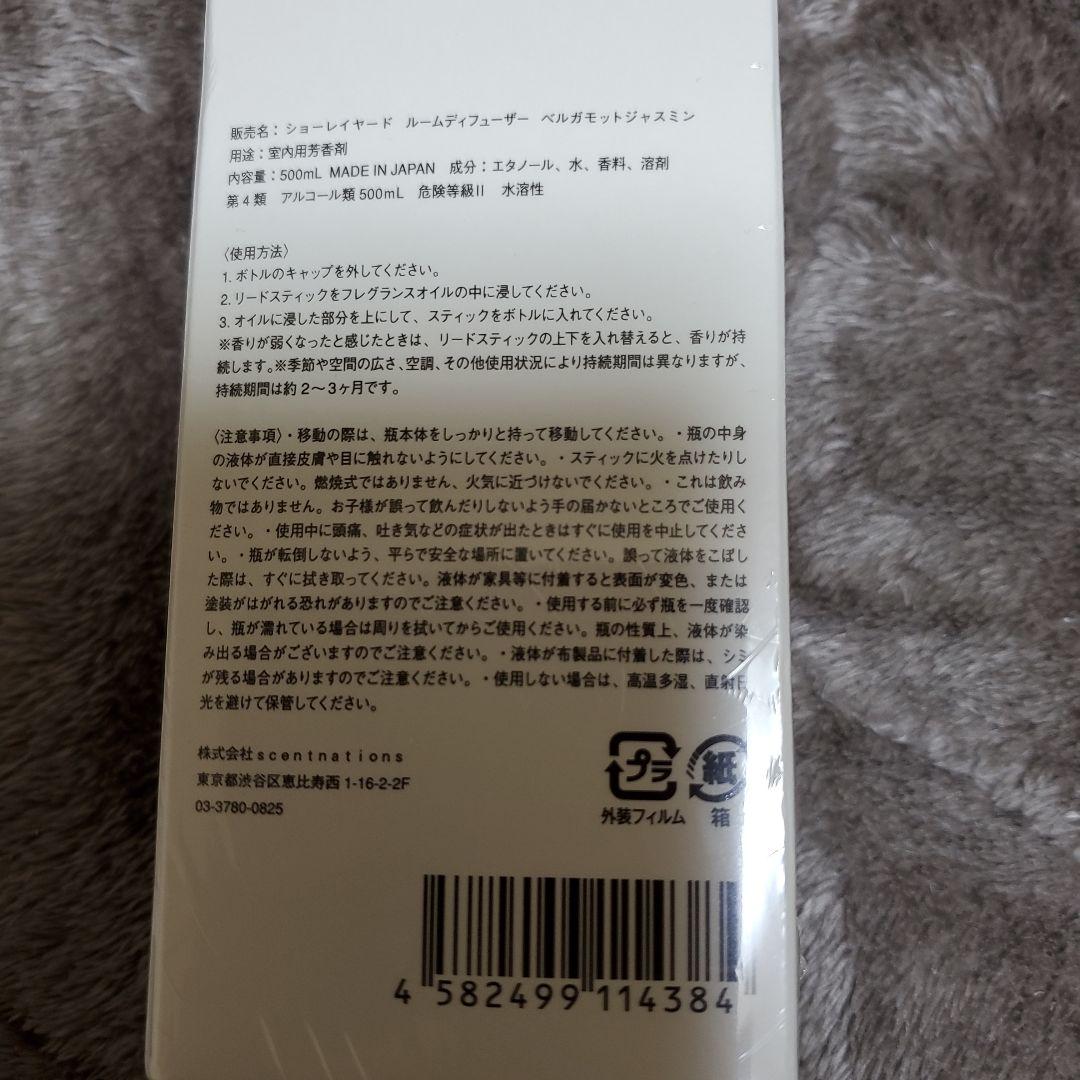 販売名：ショーレイヤード　ルームディフューザー　ベルガモットジャスミン
用途：室内用芳香剤
内容量：500mL MADE IN JAPAN　成分：エタノール、水、香料、溶剤
第4類　アルコール類500mL　危険等級II　水溶性
〈使用方法〉
1. ボトルのキャップを外してください。
2. リードスティックをフレグランスオイルの中に浸してください。
3. オイルに浸した部分を上にして、スティックをボトルに入れてください。
※香りが弱くなったと感じたときは、リードスティックの上下を入れ替えると、香りが持
続します。※季節や空間の広さ、空調、その他使用状況により持続期間は異なりますが、
持続期間は約2〜3ヶ月です。
〈注意事項〉・移動の際は、瓶本体をしっかりと持って移動してください。・瓶の中身
の液体が直接皮膚や目に触れないようにしてください。・スティックに火を点けたりし
ないでください。燃焼式ではありません、火気に近づけないでください。・これは飲み
物ではありません。お子様が誤って飲んだりしないよう手の届かないところでご使用く
ださい。・使用中に頭痛、吐き気などの症状が出たときはすぐに使用を中止してくださ
い。・瓶が転倒しないよう、平らで安全な場所に置いてください。誤って液体をこぼし
た際は、すぐに拭き取ってください。液体が家具等に付着すると表面が変色、または
塗装がはがれる恐れがありますのでご注意ください。・使用する前に必ず瓶を一度確認
し、瓶が濡れている場合は周りを拭いてからご使用ください。瓶の性質上、液体が染
み出る場合がございますのでご注意ください。・液体が布製品に付着した際は、シミ
が残る場合がありますのでご注意ください。・使用しない場合は、高温多湿、直射日
光を避けて保管してください。
株式会社scentnations
東京都渋谷区恵比寿西1-16-2-2F
03-3780-0825
プラ 紙
外装フィルム 箱
4 582499 114384